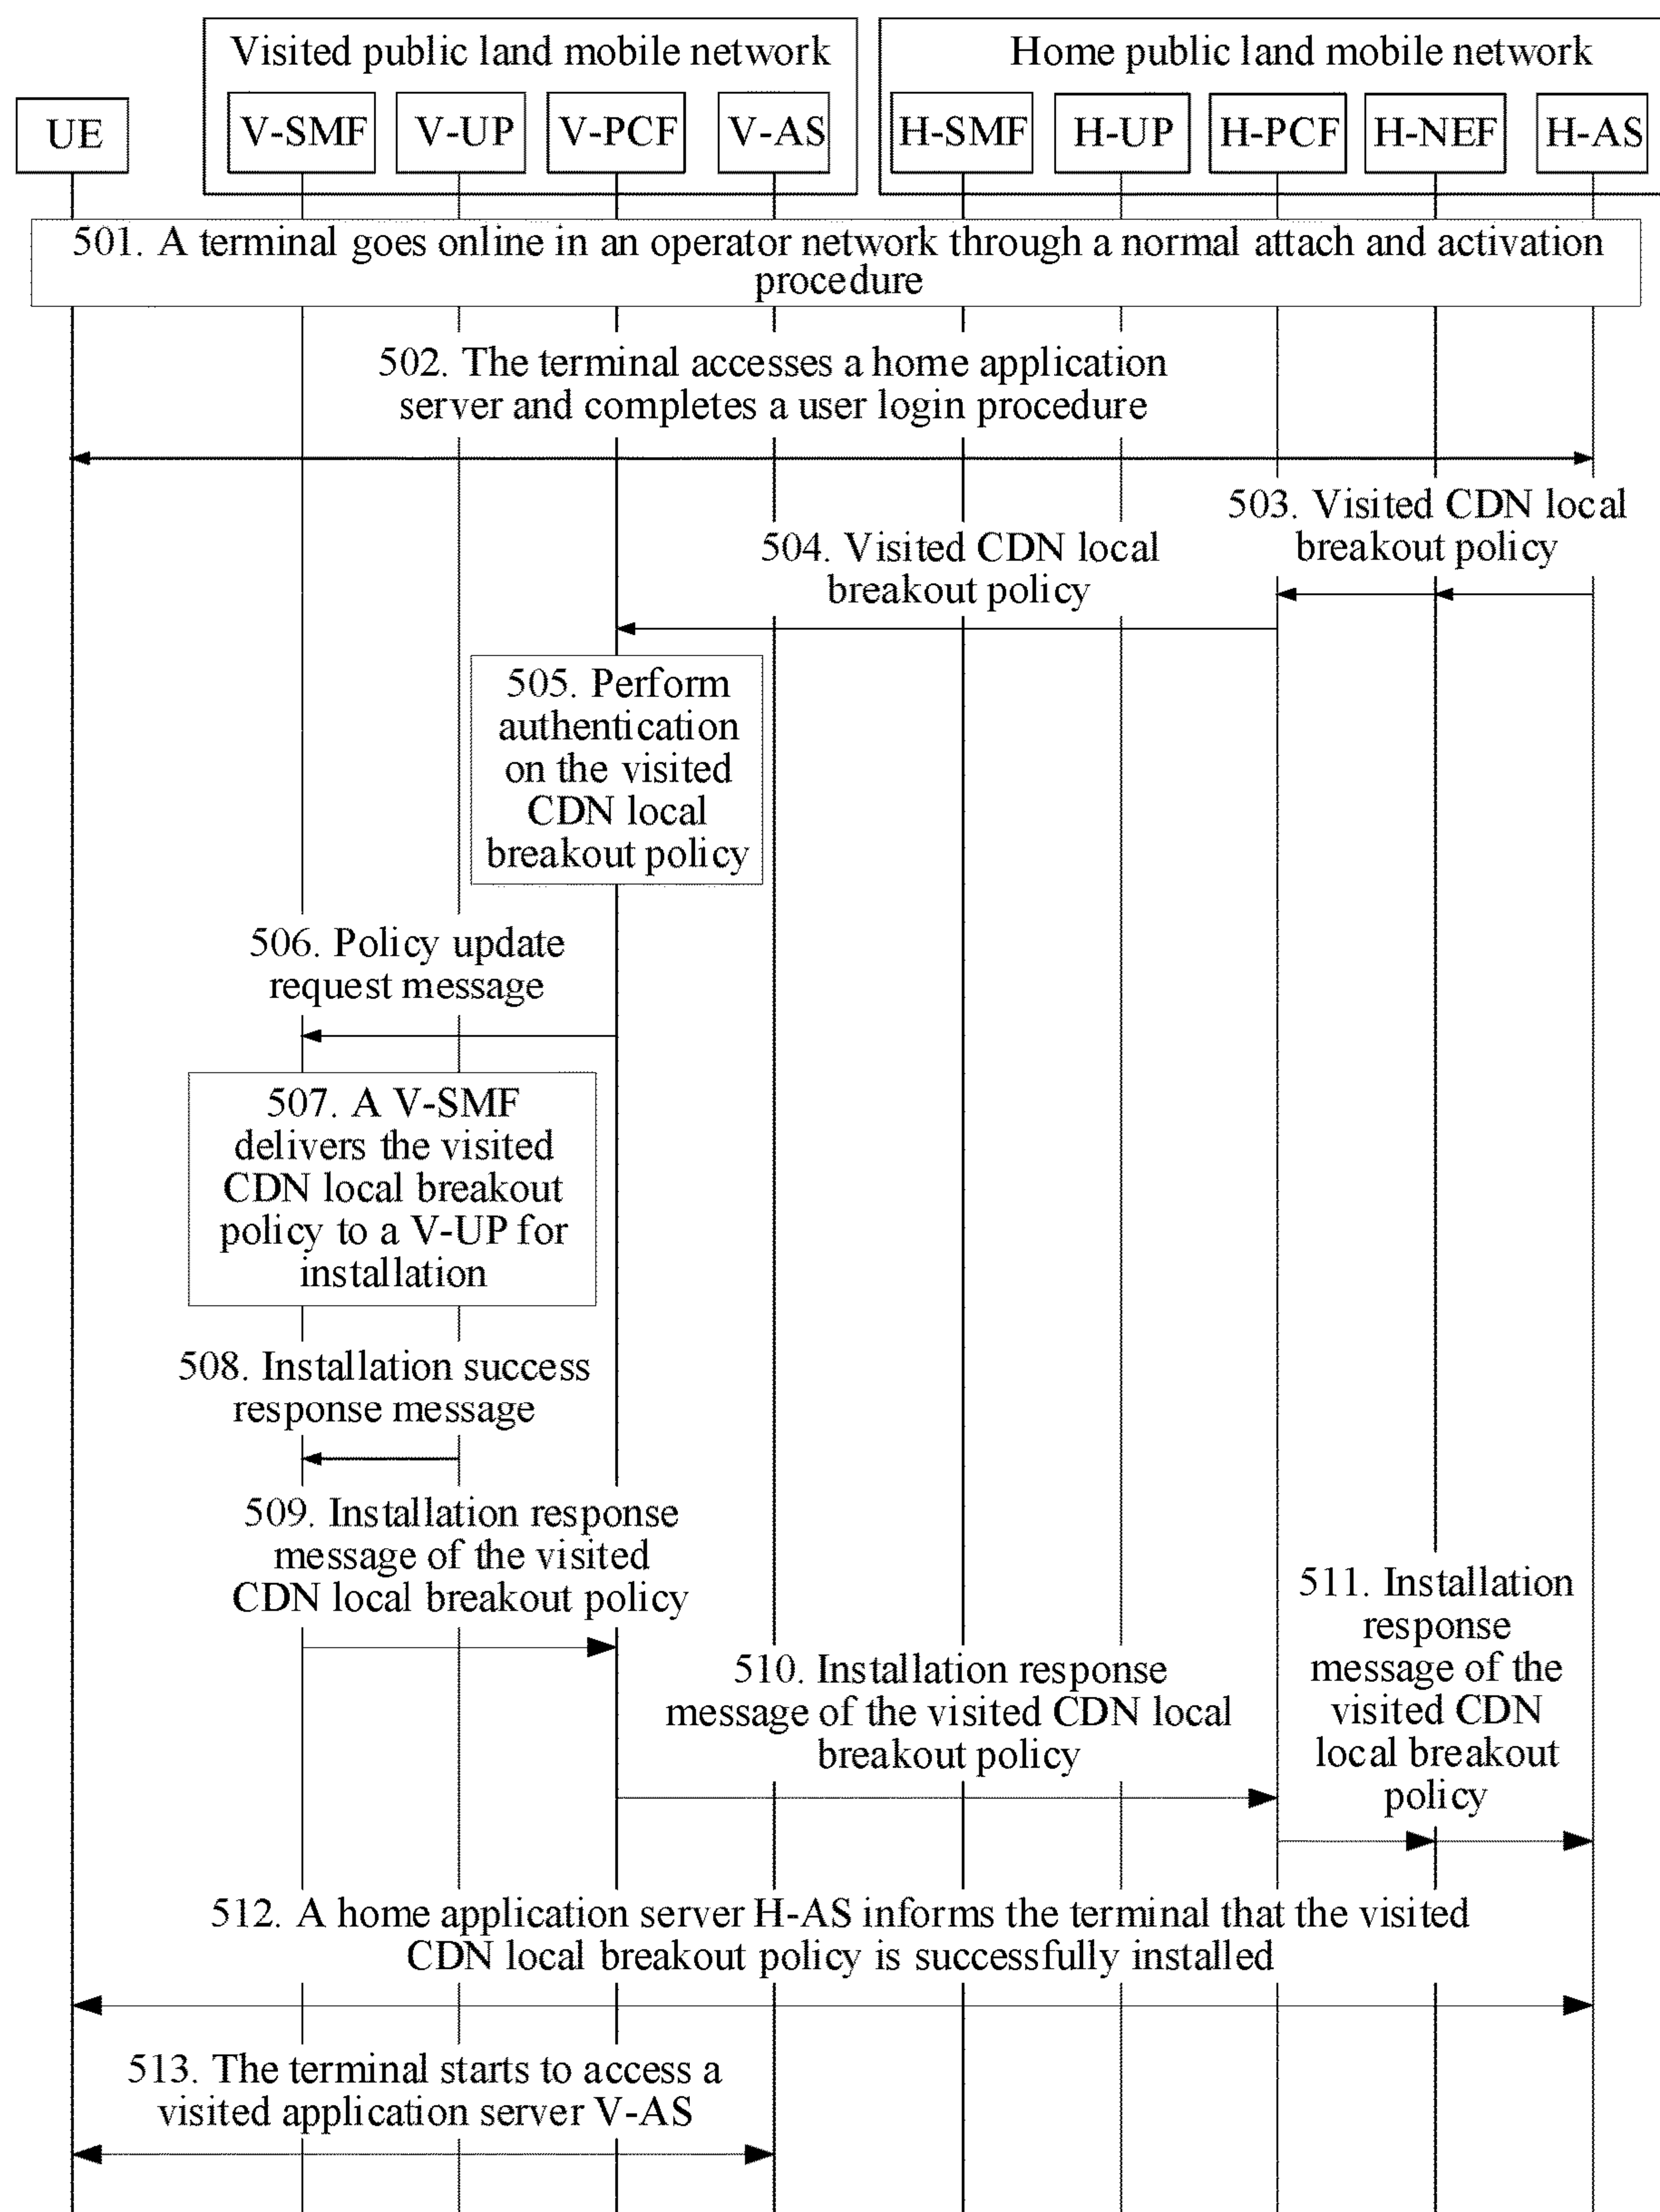 Visited public land mobile network
Home public land mobile network
UE
V-SMF
V-UP
V-PCF
V-AS
H-SMF
H-UP
H-PCF
H-NEF
H-AS
501. A terminal goes online in an operator network through a normal attach and activation
procedure
502. The terminal accesses a home application
server and completes a user login procedure
503. Visited CDN local
breakout policy
504. Visited CDN local
breakout policy
505. Perform
authentication
on the visited
CDN local
breakout policy
506. Policy update
request message
507. A V-SMF
delivers the visited
CDN local breakout
policy to a V-UP for
installation
508. Installation success
response message
509. Installation response
message of the visited
CDN local breakout policy
510. Installation response
message of the visited CDN local
breakout policy
511. Installation
response
message of the
visited CDN
local breakout
policy
512. A home application server H-AS informs the terminal that the visited
CDN local breakout policy is successfully installed
513. The terminal starts to access a
visited application server V-AS